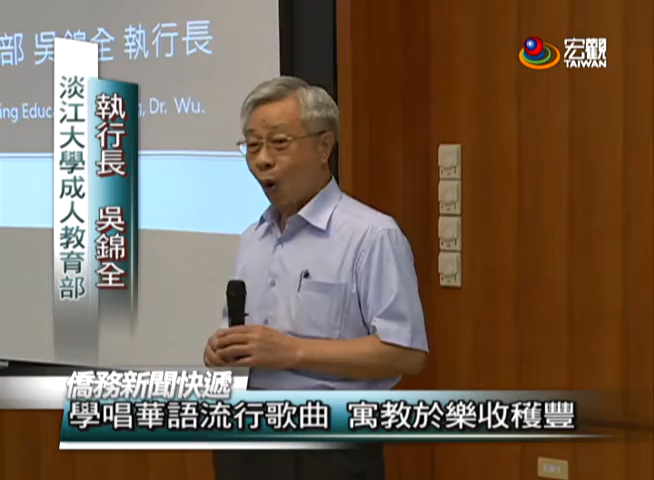 部 吳錦全 執行長
ing Educa
g, Dr. Wu.
宏觀
TAIWAN
淡江大學成人教育部
執行長 吳錦全
僑務新聞快遞
學唱華語流行歌曲 寓教於樂收穫豐